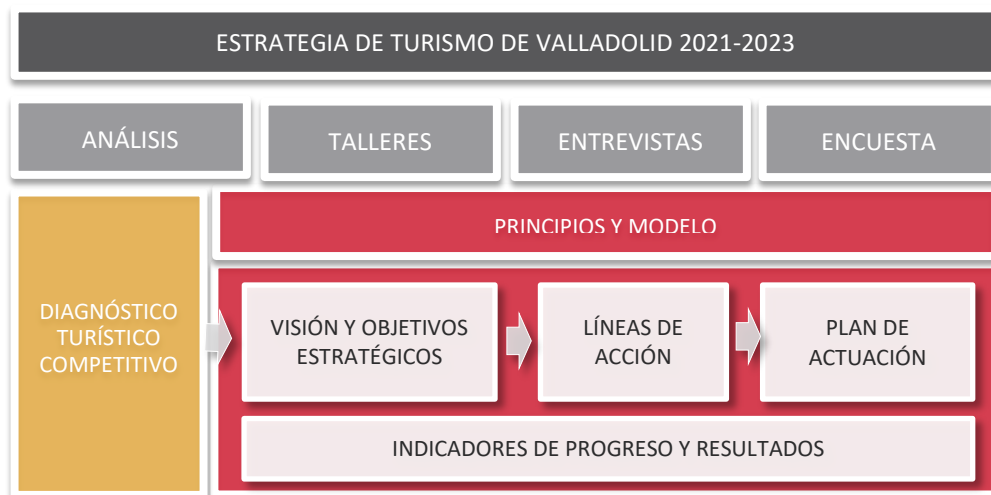 ESTRATEGIA DE TURISMO DE VALLADOLID 2021-2023
ANÁLISIS
TALLERES
ENTREVISTAS
ENCUESTA
PRINCIPIOS Y MODELO
DIAGNÓSTICO
TURÍSTICO
COMPETITIVO
VISIÓN Y OBJETIVOS
ESTRATÉGICOS
LÍNEAS DE
ACCIÓN
PLAN DE
ACTUACIÓN
INDICADORES DE PROGRESO Y RESULTADOS